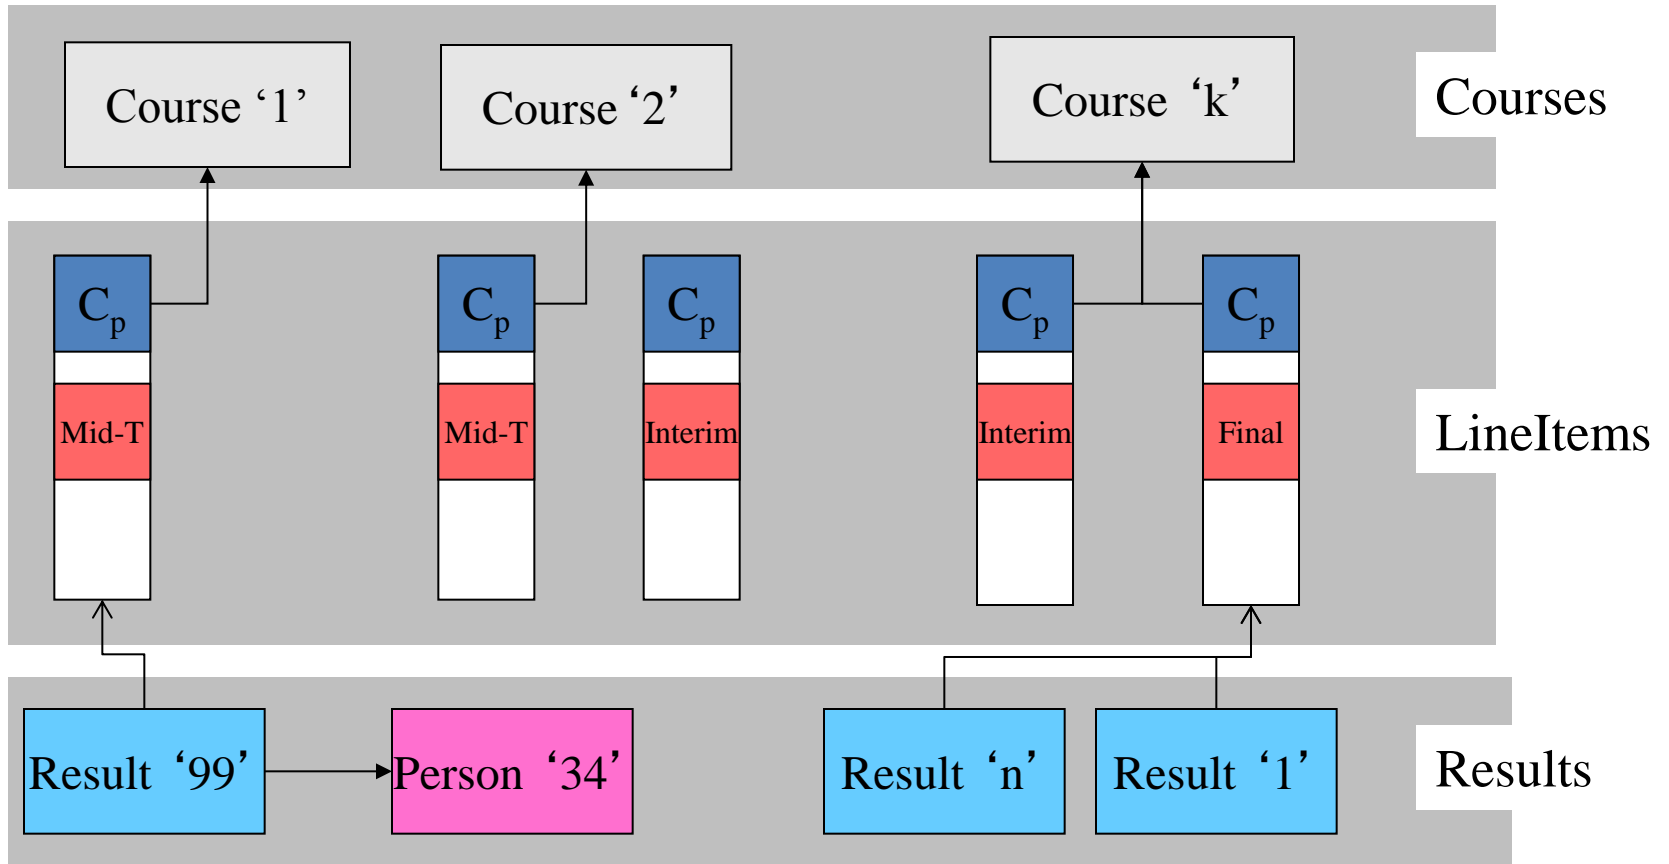 Course ‘1’
Course ‘2’
Course ‘k’
Courses
Cp
Cp
Cp
Cp
Cp
Mid-T
Mid-T
Interim
Interim
Final
LineItems
Result ‘99’
Person ‘34’
Result ‘n’
Result ‘1’
Results